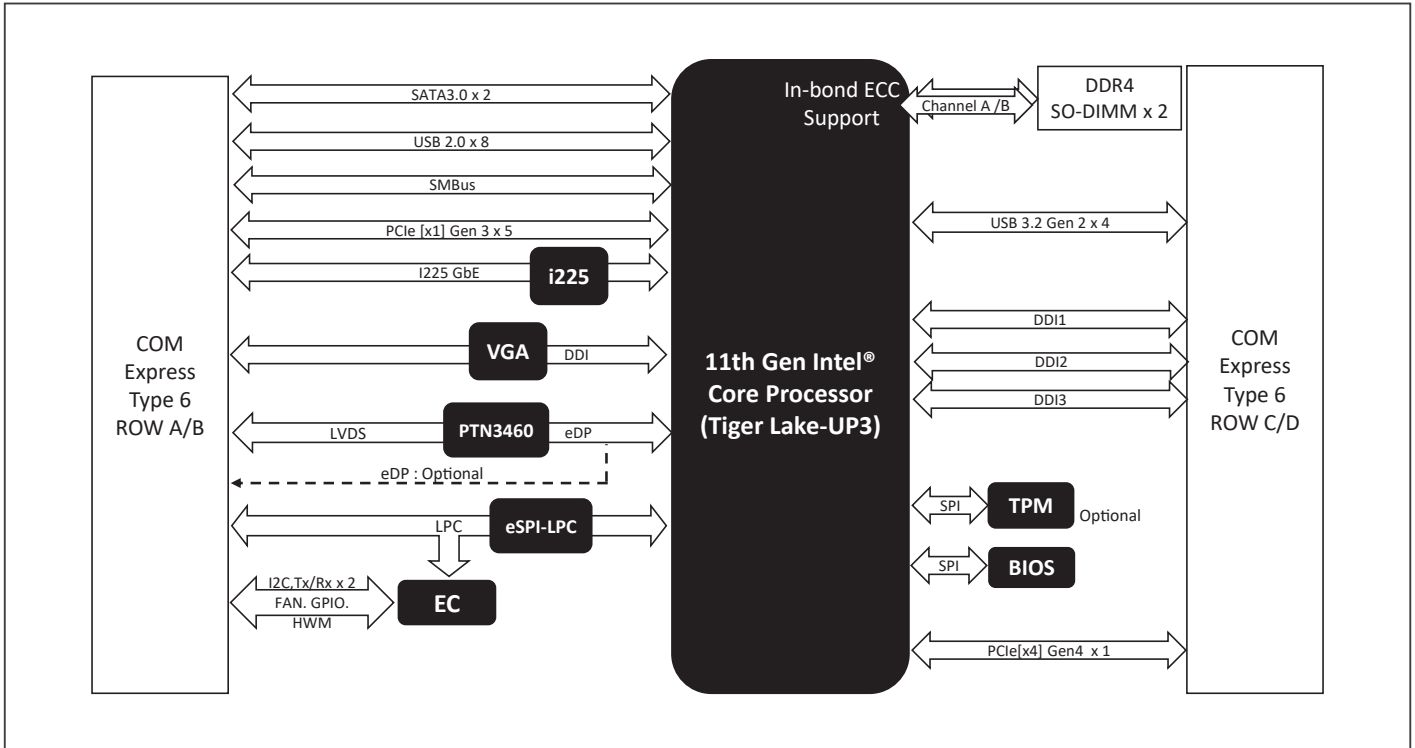 COM
Express
Type 6
ROW A/B
SATA3.0 x 2
USB 2.0 x 8
SMBus
PCIe [x1] Gen 3 x 5
I225 GbE
i225
VGA
DDI
LVDS
PTN3460
eDP
eDP : Optional
LPC
eSPI-LPC
I2C,Tx/Rx x 2
FAN. GPIO.
HWM
EC
In-bond ECC
Support
11th Gen Intel®
Core Processor
(Tiger Lake-UP3)
Channel A /B
DDR4
SO-DIMM x 2
USB 3.2 Gen 2 x 4
DDI1
DDI2
DDI3
SPI
TPM
Optional
SPI
BIOS
PCIe[x4] Gen4 x 1
COM
Express
Type 6
ROW C/D